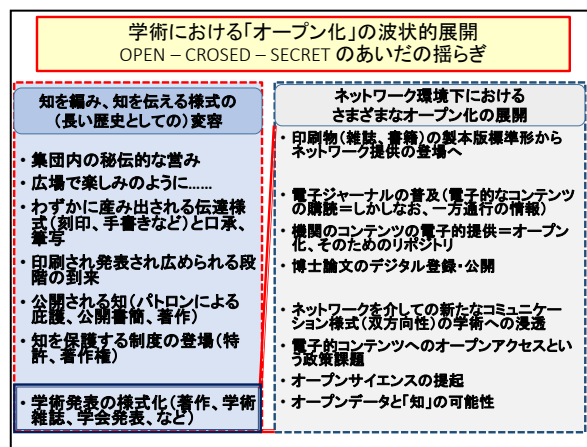 学術における「オープン化」の波状的展開
OPEN – CROSED – SECRET のあいだの揺らぎ
知を編み、知を伝える様式の
（長い歴史としての）変容
・集団内の秘伝的な営み
・広場で楽しみのように……
・わずかに産み出される伝達様
式（刻印、手書きなど）と口承、
筆写
・印刷され発表され広められる段
階の到来
・公開される知（パトロンによる
庇護、公開書簡、著作）
・知を保護する制度の登場（特
許、著作権）
・学術発表の様式化（著作、学術
雑誌、学会発表、など）
ネットワーク環境下における
さまざまなオープン化の展開
・印刷物（雑誌、書籍）の製本版標準形から
ネットワーク提供の登場へ
・電子ジャーナルの普及（電子的なコンテンツ
の購読＝しかしなお、一方通行の情報）
・機関のコンテンツの電子的提供＝オープン
化、そのためのリポジトリ
・博士論文のデジタル登録・公開
・ネットワークを介しての新たなコミュニケー
ション様式（双方向性）の学術への浸透
・電子的コンテンツへのオープンアクセスとい
う政策課題
・オープンサイエンスの提起
・オープンデータと「知」の可能性